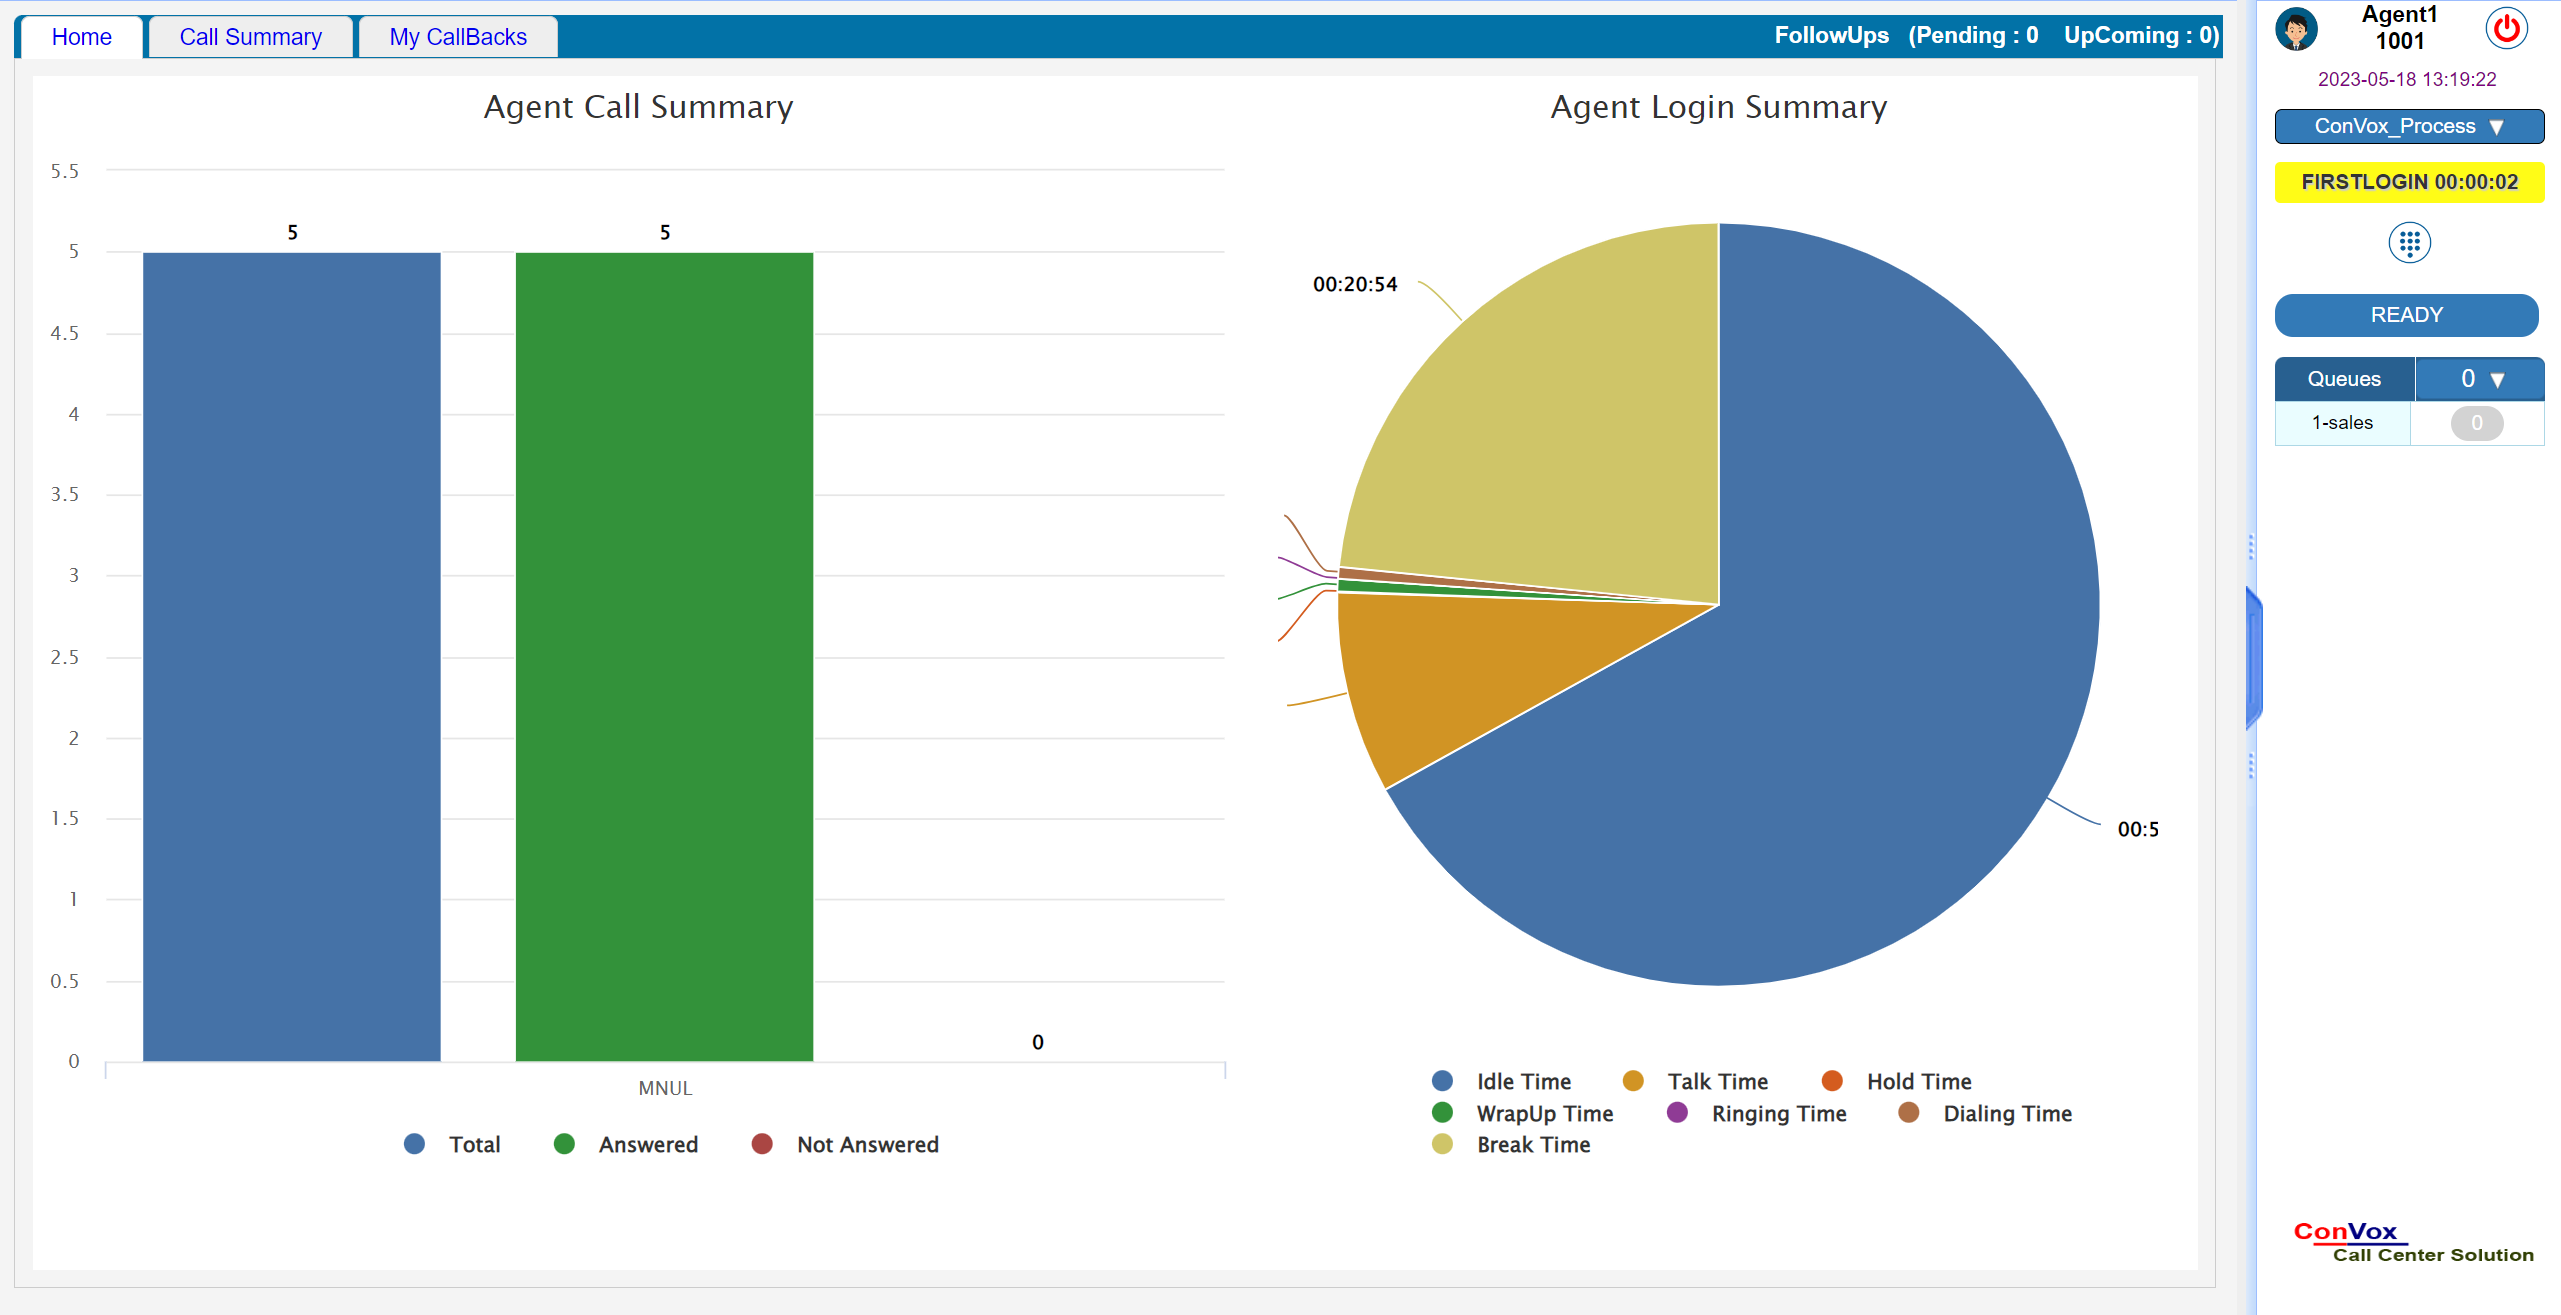 Home
Call Summary
My CallBacks
FollowUps (Pending : 0 UpComing : 0)
Agent Call Summary
5.5
5
4.5
4
3.5
3
2.5
2
1.5
1
0.5
0
5
5
0
MNUL
Total
Answered
Not Answered
Agent Login Summary
00:20:54
00:5
Idle Time
Talk Time
Hold Time
WrapUp Time
Ringing Time
Dialing Time
Break Time
Agent1
1001
2023-05-18 13:19:22
ConVox_Process ▼
FIRSTLOGIN 00:00:02
READY
Queues 0 ▼
1-sales 0
ConVox
Call Center Solution